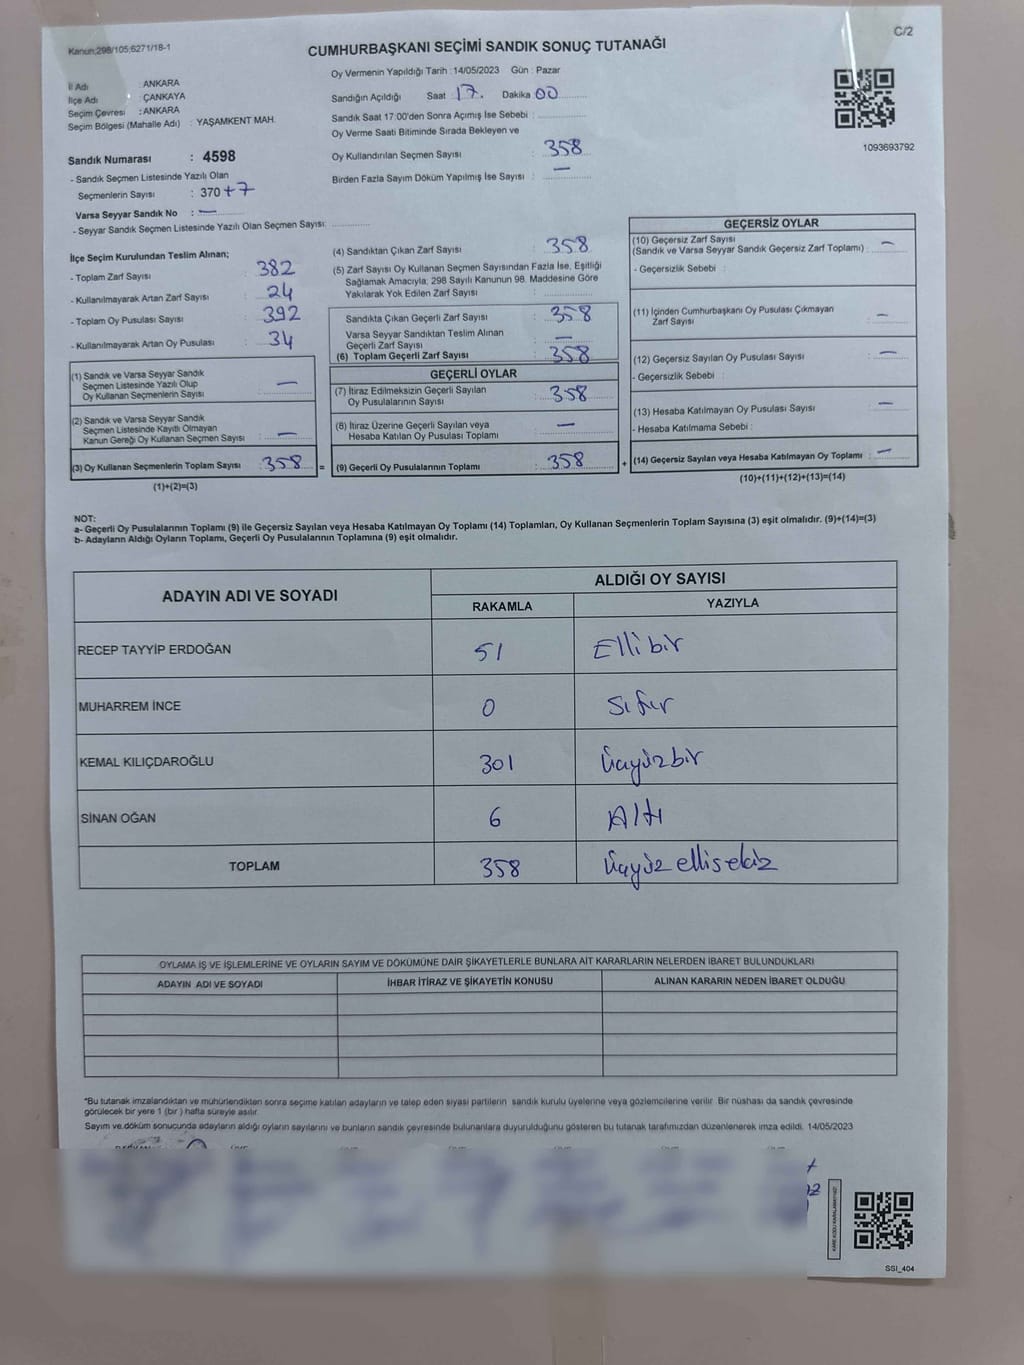 C/2
Kanun:298/105;6271/18-1
CUMHURBAŞKANI SEÇİMİ SANDIK SONUÇ TUTANAĞI
İl Adı : ANKARA
İlçe Adı : ÇANKAYA
Seçim Çevresi : ANKARA
Seçim Bölgesi (Mahalle Adı) : YAŞAMKENT MAH.
Sandık Numarası : 4598
- Sandık Seçmen Listesinde Yazılı Olan
Seçmenlerin Sayısı : 370 +7
Varsa Seyyar Sandık No : —
- Seyyar Sandık Seçmen Listesinde Yazılı Olan Seçmen Sayısı:
Oy Vermenin Yapıldığı Tarih : 14/05/2023 Gün : Pazar
Sandığın Açıldığı Saat 17. Dakika 00
Sandık Saat 17:00'den Sonra Açımış İse Sebebi :
Oy Verme Saati Bitiminde Sırada Bekleyen ve
Oy Kullandırılan Seçmen Sayısı : 358
Birden Fazla Sayım Döküm Yapılmış İse Sayısı : —
1093693792
İlçe Seçim Kurulundan Teslim Alınan;
- Toplam Zarf Sayısı : 382
- Kullanılmayarak Artan Zarf Sayısı : 24
- Toplam Oy Pusulası Sayısı : 392
- Kullanılmayarak Artan Oy Pusulası : 34
(1) Sandık ve Varsa Seyyar Sandık
Seçmen Listesinde Yazılı Olup
Oy Kullanan Seçmenlerin Sayısı : —
(2) Sandık ve Varsa Seyyar Sandık
Seçmen Listesinde Kayıtlı Olmayan
Kanun Gereği Oy Kullanan Seçmen Sayısı : —
(3) Oy Kullanan Seçmenlerin Toplam Sayısı : 358 =
(1)+(2)=(3)
(4) Sandıktan Çıkan Zarf Sayısı : 358
(5) Zarf Sayısı Oy Kullanan Seçmen Sayısından Fazla İse, Eşitliği
Sağlamak Amacıyla; 298 Sayılı Kanunun 98. Maddesine Göre
Yakılarak Yok Edilen Zarf Sayısı :
Sandıkta Çıkan Geçerli Zarf Sayısı : 358
Varsa Seyyar Sandıktan Teslim Alınan
Geçerli Zarf Sayısı : —
(6) Toplam Geçerli Zarf Sayısı : 358
GEÇERLİ OYLAR
(7) İtiraz Edilmeksizin Geçerli Sayılan
Oy Pusulalarının Sayısı : 358
(8) İtiraz Üzerine Geçerli Sayılan veya
Hesaba Katılan Oy Pusulası Toplamı : —
(9) Geçerli Oy Pusulalarının Toplamı : 358 +
GEÇERSİZ OYLAR
(10) Geçersiz Zarf Sayısı
(Sandık ve Varsa Seyyar Sandık Geçersiz Zarf Toplamı) : —
- Geçersizlik Sebebi :
(11) İçinden Cumhurbaşkanı Oy Pusulası Çıkmayan
Zarf Sayısı : —
(12) Geçersiz Sayılan Oy Pusulası Sayısı : —
- Geçersizlik Sebebi :
(13) Hesaba Katılmayan Oy Pusulası Sayısı : —
- Hesaba Katılmama Sebebi :
(14) Geçersiz Sayılan veya Hesaba Katılmayan Oy Toplamı : —
(10)+(11)+(12)+(13)=(14)
NOT:
a- Geçerli Oy Pusulalarının Toplamı (9) ile Geçersiz Sayılan veya Hesaba Katılmayan Oy Toplamı (14) Toplamları, Oy Kullanan Seçmenlerin Toplam Sayısına (3) eşit olmalıdır. (9)+(14)=(3)
b- Adayların Aldığı Oyların Toplamı, Geçerli Oy Pusulalarının Toplamına (9) eşit olmalıdır.
ADAYIN ADI VE SOYADI ALDIĞI OY SAYISI
RAKAMLA YAZIYLA
RECEP TAYYİP ERDOĞAN 51 Ellibir
MUHARREM İNCE 0 Sıfır
KEMAL KILIÇDAROĞLU 301 Üçyüzbir
SİNAN OĞAN 6 Altı
TOPLAM 358 Üçyüz ellisekiz
OYLAMA İŞ VE İŞLEMLERİNE VE OYLARIN SAYIM VE DÖKÜMÜNE DAİR ŞİKAYETLERLE BUNLARA AİT KARARLARIN NELERDEN İBARET BULUNDUKLARI
ADAYIN ADI VE SOYADI İHBAR İTİRAZ VE ŞİKAYETİN KONUSU ALINAN KARARIN NEDEN İBARET OLDUĞU
*Bu tutanak imzalandıktan ve mühürlendikten sonra seçime katılan adayların ve talep eden siyasi partilerin sandık kurulu üyelerine veya gözlemcilerine verilir. Bir nüshası da sandık çevresinde
görülecek bir yere 1 (bir) hafta süreyle asılır.
Sayım ve döküm sonucunda adayların aldığı oyların sayılarını ve bunların sandık çevresinde bulunanlara duyurulduğunu gösteren bu tutanak tarafımızdan düzenlenerek imza edildi. 14/05/2023
SSI_404